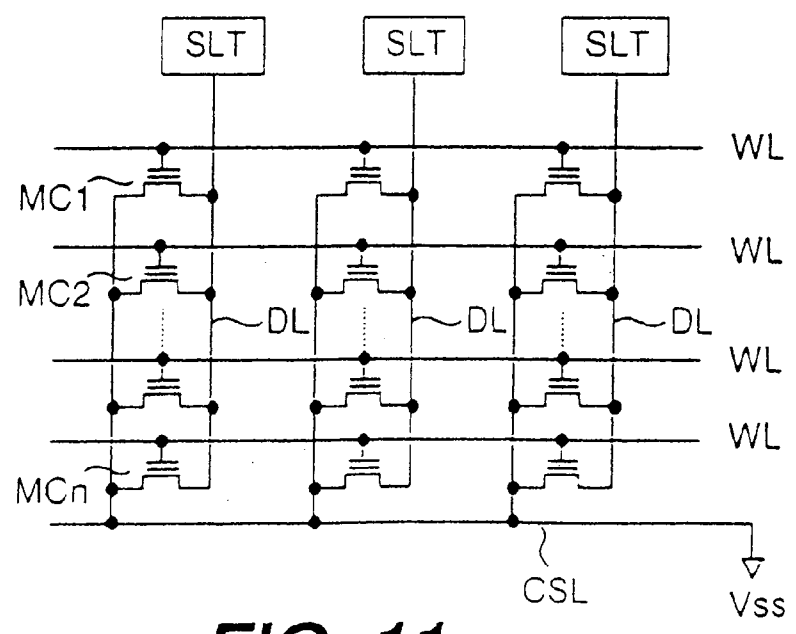 SLT SLT SLT
WL
MC1
WL
MC2
DL DL DL
WL
WL
MCn
CSL
Vss
FIG. 11